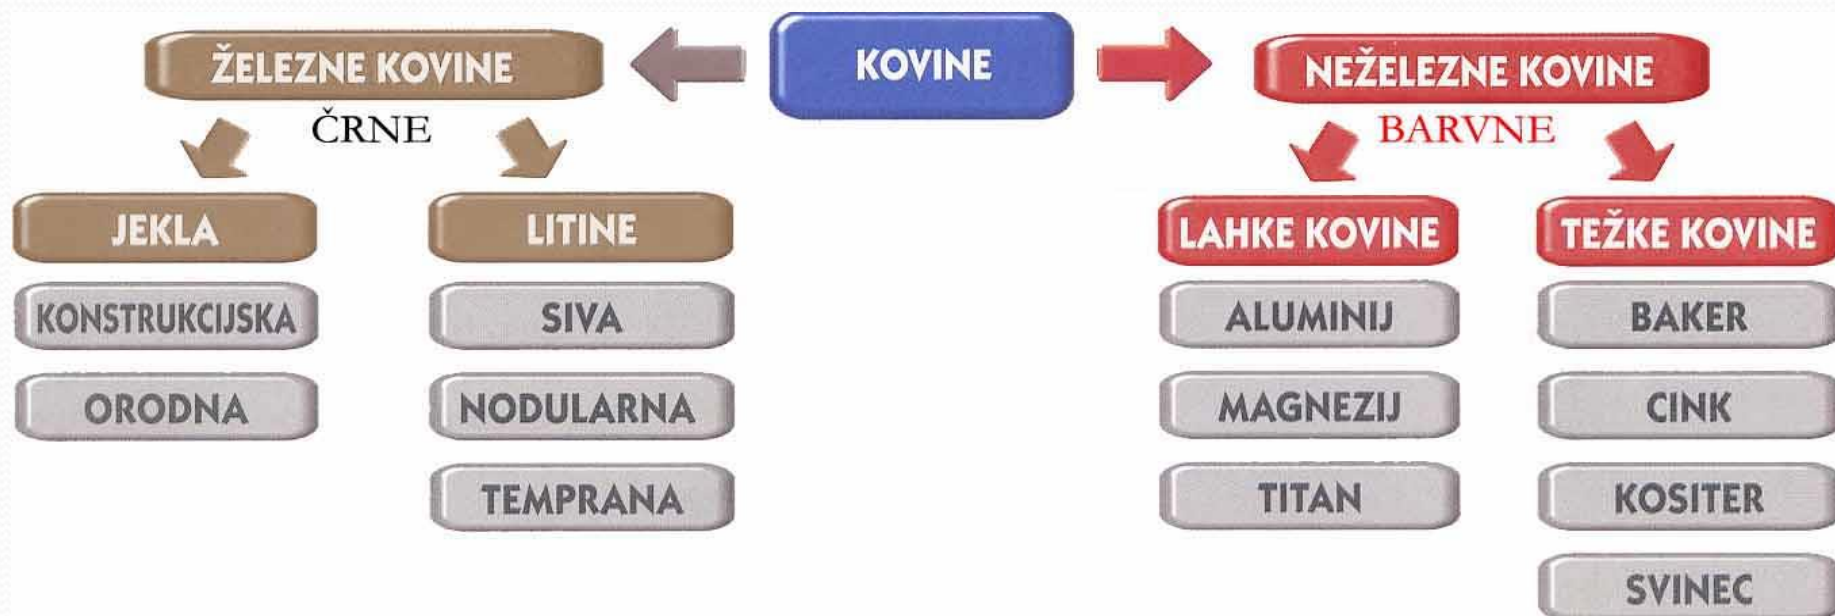 KOVINE
ŽELEZNE KOVINE
ČRNE
JEKLA
KONSTRUKCIJSKA
ORODNA
LITINE
SIVA
NODULARNA
TEMPRANA
NEŽELEZNE KOVINE
BARVNE
LAHKE KOVINE
ALUMINIJ
MAGNEZIJ
TITAN
TEŽKE KOVINE
BAKER
CINK
KOSITER
SVINEC